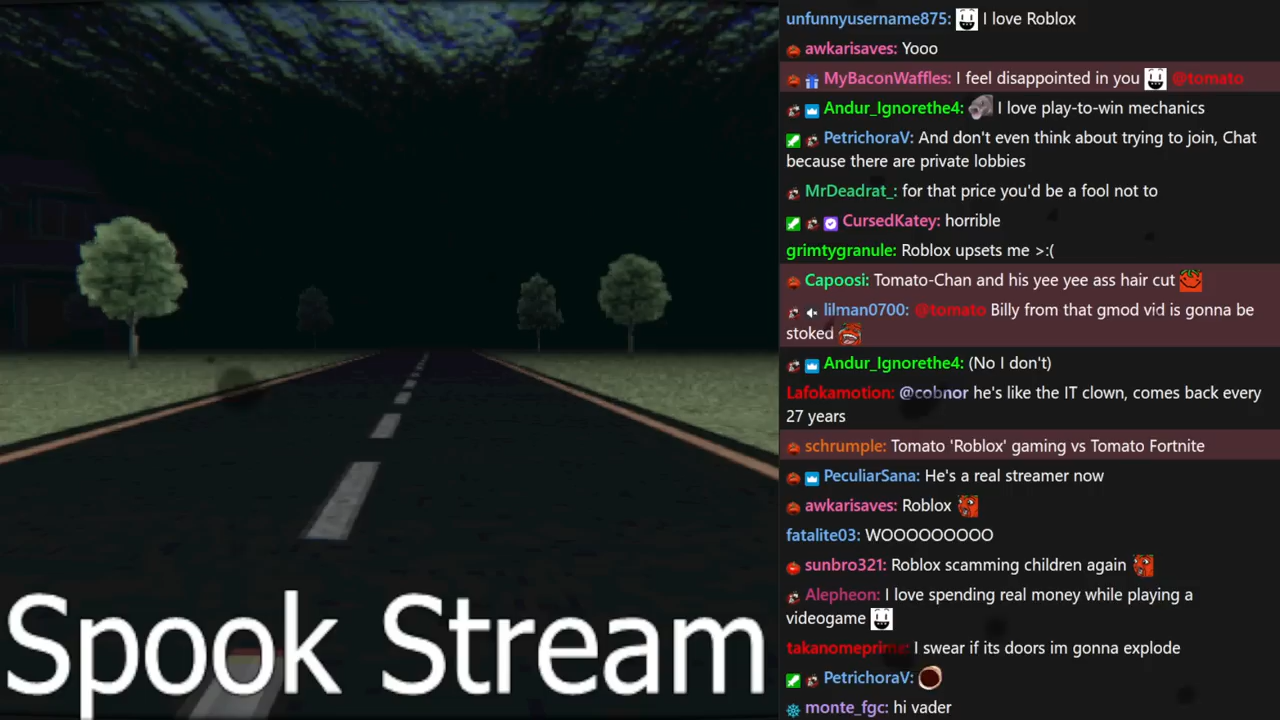 unfunnyusername875: I love Roblox
awkarisaves: Yooo
MyBaconWaffles: I feel disappointed in you @tomato
Andur_Ignorethe4: I love play-to-win mechanics
PetrichoraV: And don't even think about trying to join, Chat
because there are private lobbies
MrDeadrat_: for that price you'd be a fool not to
CursedKatey: horrible
grimtygranule: Roblox upsets me >:(
Capoosi: Tomato-Chan and his yee yee ass hair cut
lilman0700: @tomato Billy from that gmod vid is gonna be
stoked
Andur_Ignorethe4: (No I don't)
Lafokamotion: @cobnor he's like the IT clown, comes back every
27 years
schrumple: Tomato 'Roblox' gaming vs Tomato Fortnite
PeculiarSana: He's a real streamer now
awkarisaves: Roblox
fatalite03: WOOOOOOOOO
sunbro321: Roblox scamming children again
Alepheon: I love spending real money while playing a
videogame
takanomeprime: I swear if its doors im gonna explode
PetrichoraV:
monte_fgc: hi vader
Spook Stream